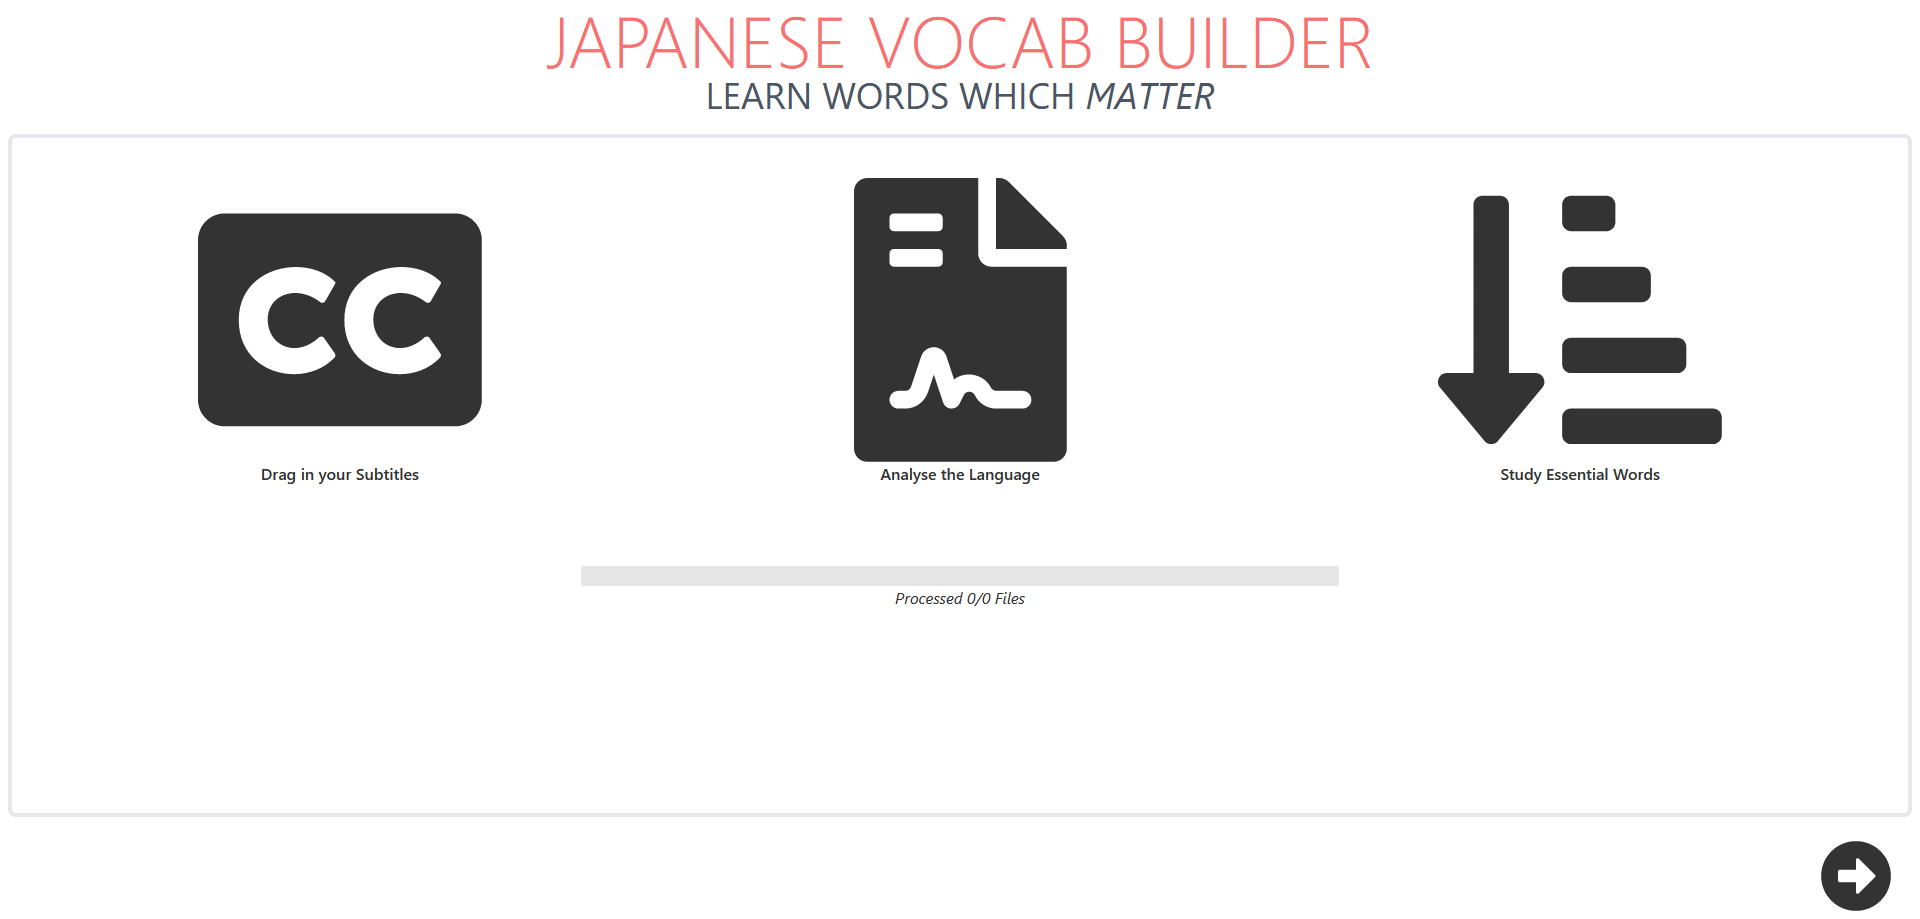 JAPANESE VOCAB BUILDER
LEARN WORDS WHICH MATTER
CC
Drag in your Subtitles
Analyse the Language
Study Essential Words
Processed 0/0 Files